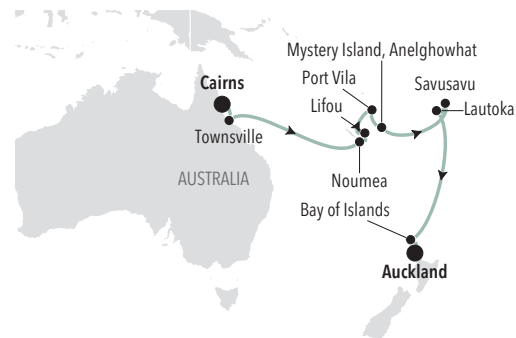 Mystery Island, Anelghowhat
Cairns
Port Vila
Savusavu
Lifou
Lautoka
Townsville
AUSTRALIA
Noumea
Bay of Islands
Auckland